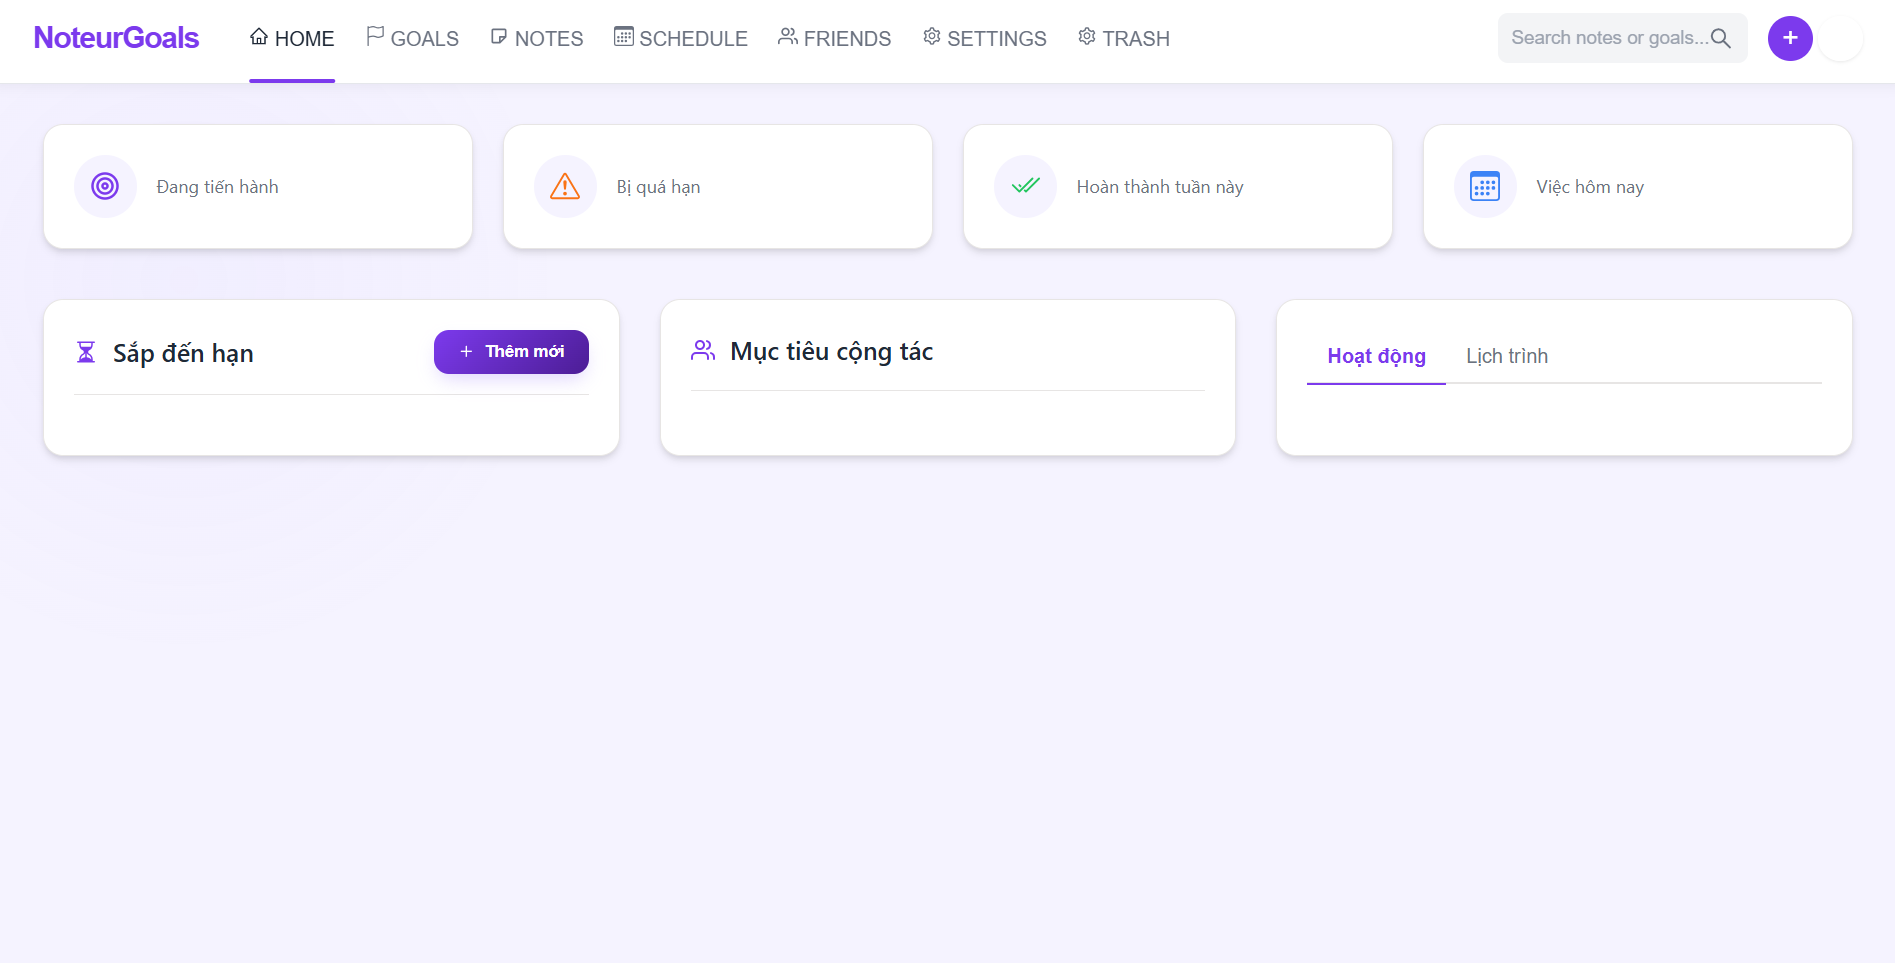 NoteurGoals HOME GOALS NOTES SCHEDULE FRIENDS SETTINGS TRASH Search notes or goals...
Đang tiến hành
Bị quá hạn
Hoàn thành tuần này
Việc hôm nay
Sắp đến hạn
+ Thêm mới
Mục tiêu cộng tác
Hoạt động Lịch trình